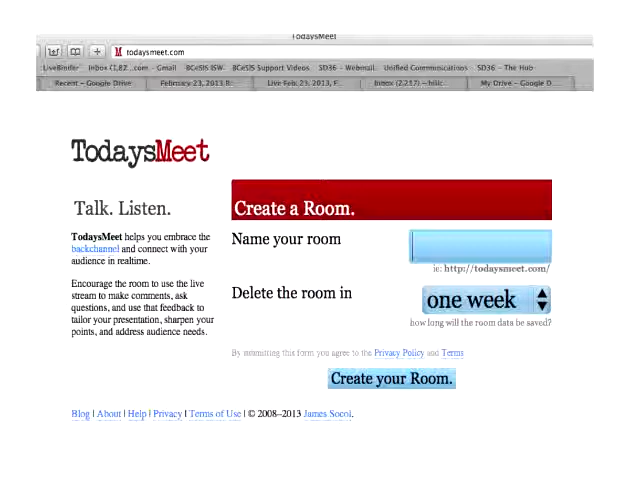 TodaysMeet
todaysmeet.com
LiveBinder Inbox (1,82...com – Gmail BCeSIS ISW BCeSIS Support Videos SD36 – Webmail Unified Communications SD36 – The Hub
Recent – Google Drive February 23, 2013 Live Feb. 23, 2013, F... Inbox (2,217) – My Drive – Google D...
TodaysMeet
Talk. Listen.
Create a Room.
TodaysMeet helps you embrace the
backchannel and connect with your
audience in realtime.
Encourage the room to use the live
stream to make comments, ask
questions, and use that feedback to
tailor your presentation, sharpen your
points, and address audience needs.
Name your room
ie: http://todaysmeet.com/
Delete the room in
one week
how long will the room data be saved?
By submitting this form you agree to the Privacy Policy and Terms
Create your Room.
Blog | About | Help | Privacy | Terms of Use | © 2008–2013 James Socol.